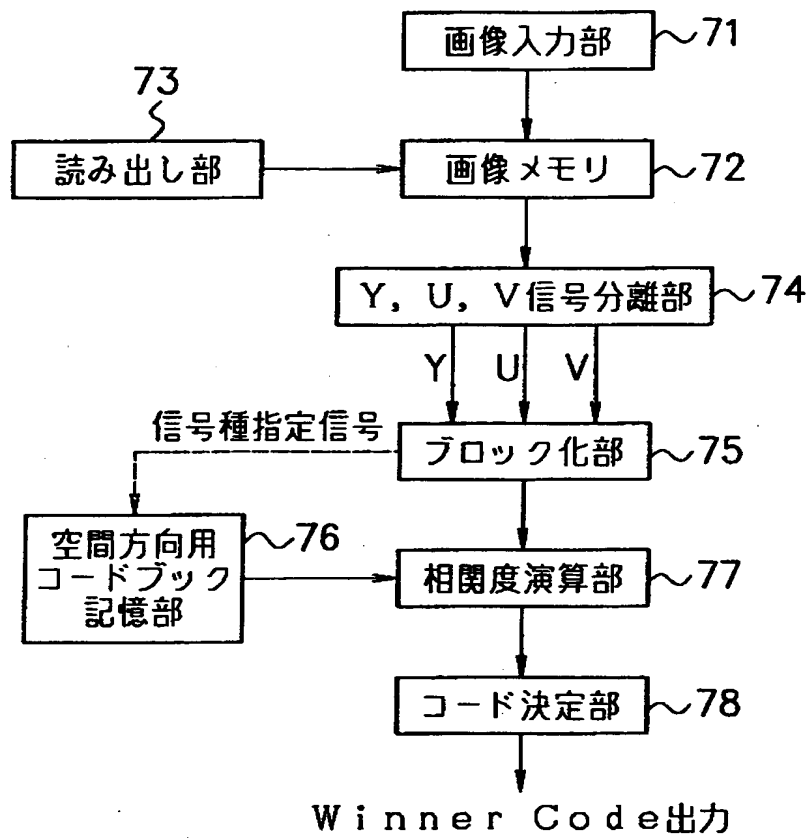 画像入力部 71
73
読み出し部
画像メモリ 72
Y,U,V信号分離部 74
Y U V
信号種指定信号
ブロック化部 75
空間方向用
コードブック
記憶部
76
相関度演算部 77
コード決定部 78
Winner Code出力